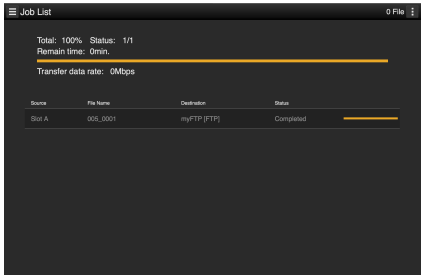 Job List
0 File
Total: 100% Status: 1/1
Remain time: 0min.
Transfer data rate: 0Mbps
Source File Name Destination Status
Slot A 005_0001 myFTP [FTP] Completed